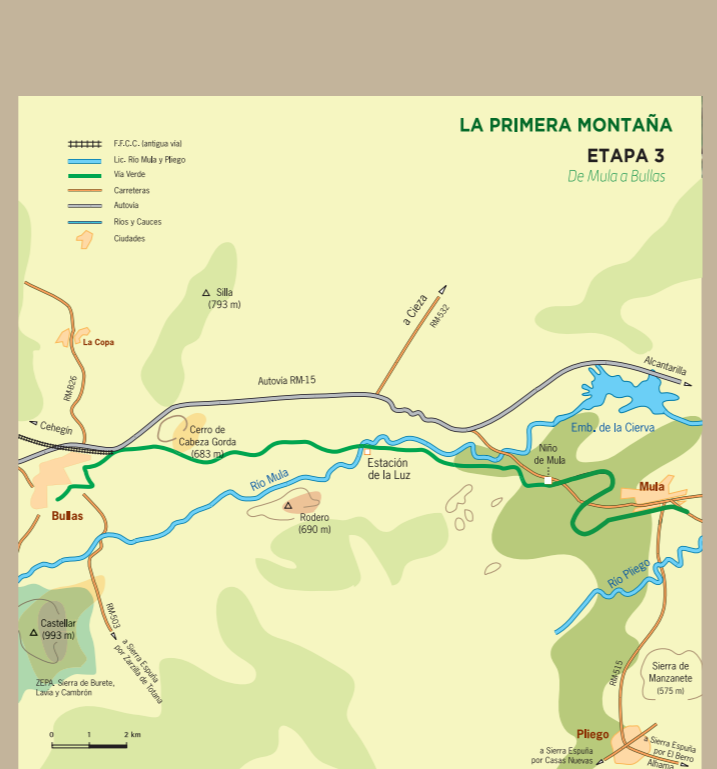 LA PRIMERA MONTAÑA
ETAPA 3
De Mula a Bullas
F.F.C.C. (antigua vía)
Lic. Río Mula y Pliego
Vía Verde
Carreteras
Autovia
Ríos y Cauces
Ciudades
Silla
(793 m)
a Cieza
RM-532
La Copa
RM-826
Autovía RM-15
Alcantarilla
Cehegín
Cerro de
Cabeza Gorda
(683 m)
Emb. de la Cierva
Niño
de Mula
Estación
de la Luz
Río Mula
Mula
Bullas
Rodero
(690 m)
Río Pliego
RM-503
Castellar
(993 m)
a Sierra Espuña
por Zarzilla de Totana
RM-515
Sierra de
Manzanete
(575 m)
ZEPA. Sierra de Burete,
Lavia y Cambrón
0 1 2 km
Pliego
a Sierra Espuña
por Casas Nuevas
a Sierra Espuña
por El Berro
Alhama